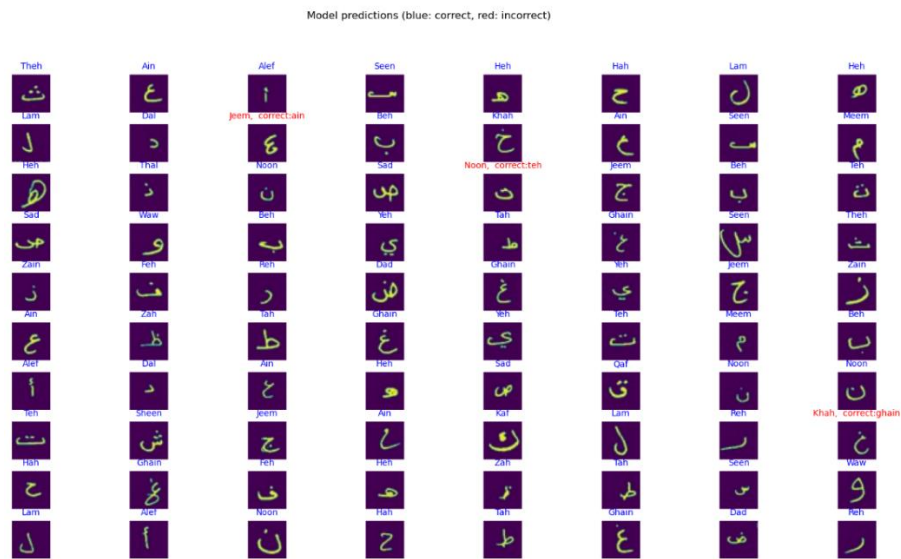 Model predictions (blue: correct, red: incorrect)
Theh Ain Alef Seen Heh Hah Lam Heh
ث ع أ س ه ح ل ه
Lam Dal Jeem, correct:ain Beh Khah Ain Seen Meem
ل د ع ب خ ع س م
Heh Thal Noon Sad Noon, correct:teh Jeem Beh Teh
ه ذ ن ص ت ج ب ت
Sad Waw Beh Yeh Tah Ghain Seen Theh
ص و ب ي ط غ س ث
Zain Feh Reh Dad Ghain Yeh Jeem Zain
ز ف ر ض غ ي ج ز
Ain Zah Tah Ghain Yeh Teh Meem Beh
ع ظ ط غ ي ت م ب
Alef Dal Ain Heh Sad Qaf Noon Noon
أ د ع ه ص ق ن ن
Teh Sheen Jeem Ain Kaf Lam Reh Khah, correct:ghain
ت ش ج ع ك ل ر غ
Hah Ghain Feh Heh Zah Tah Seen Waw
ح غ ف ه ظ ط س و
Lam Alef Noon Hah Tah Ghain Dad Reh
ل أ ن ح ط غ ض ر